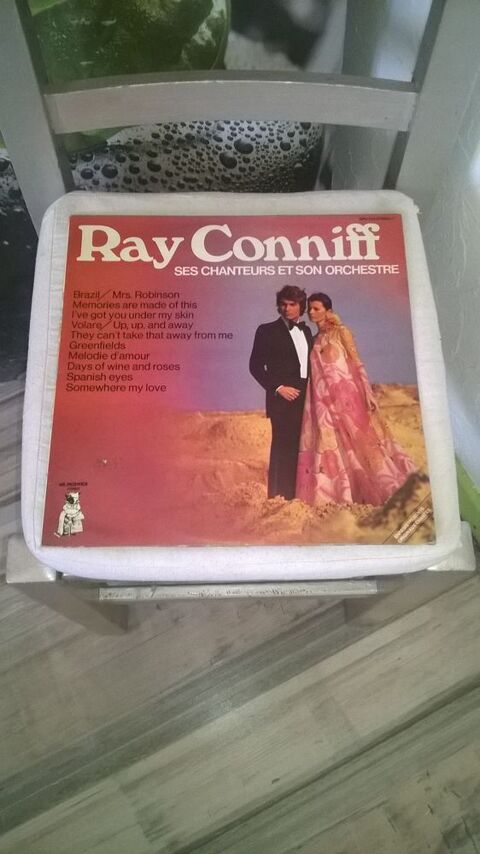 Ray Conniff
SES CHANTEURS ET SON ORCHESTRE
Brazil/Mrs. Robinson
Memories are made of this
I've got you under my skin
Volare/Up, up, and away
They can't take that away from me
Greenfields
Melodie d'amour
Days of wine and roses
Spanish eyes
Somewhere my love